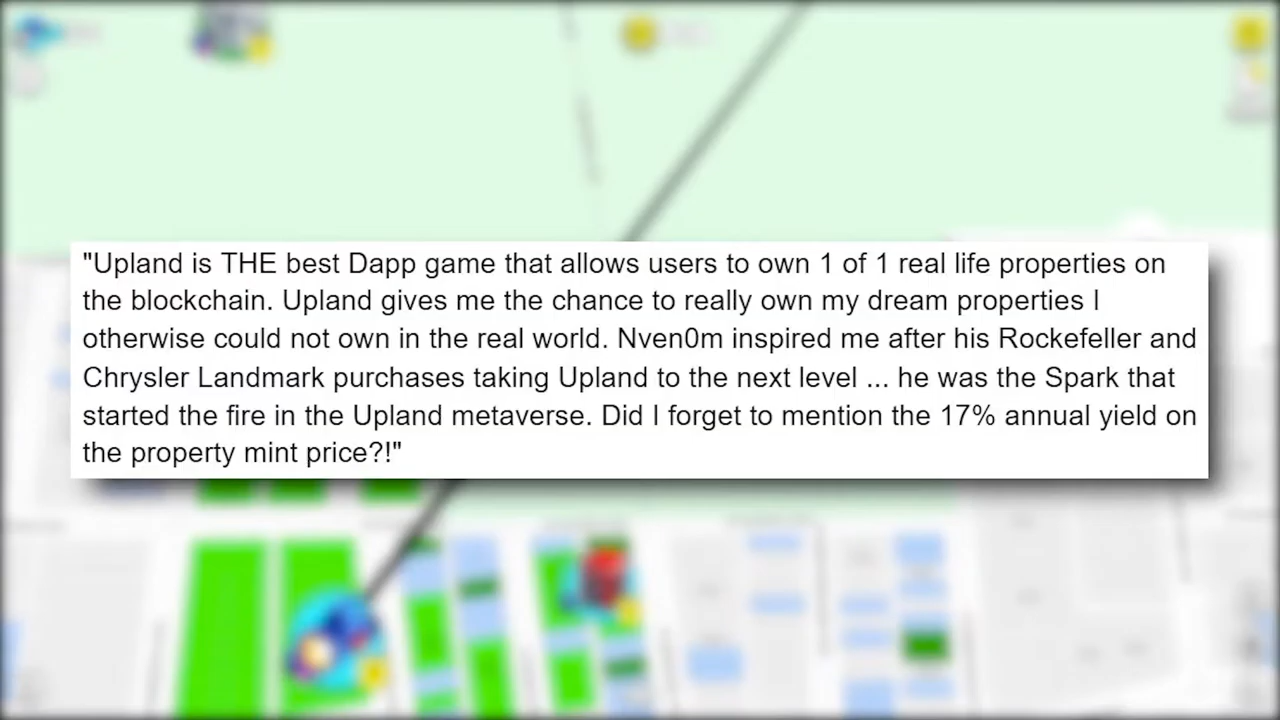 "Upland is THE best Dapp game that allows users to own 1 of 1 real life properties on
the blockchain. Upland gives me the chance to really own my dream properties I
otherwise could not own in the real world. Nven0m inspired me after his Rockefeller and
Chrysler Landmark purchases taking Upland to the next level ... he was the Spark that
started the fire in the Upland metaverse. Did I forget to mention the 17% annual yield on
the property mint price?!"